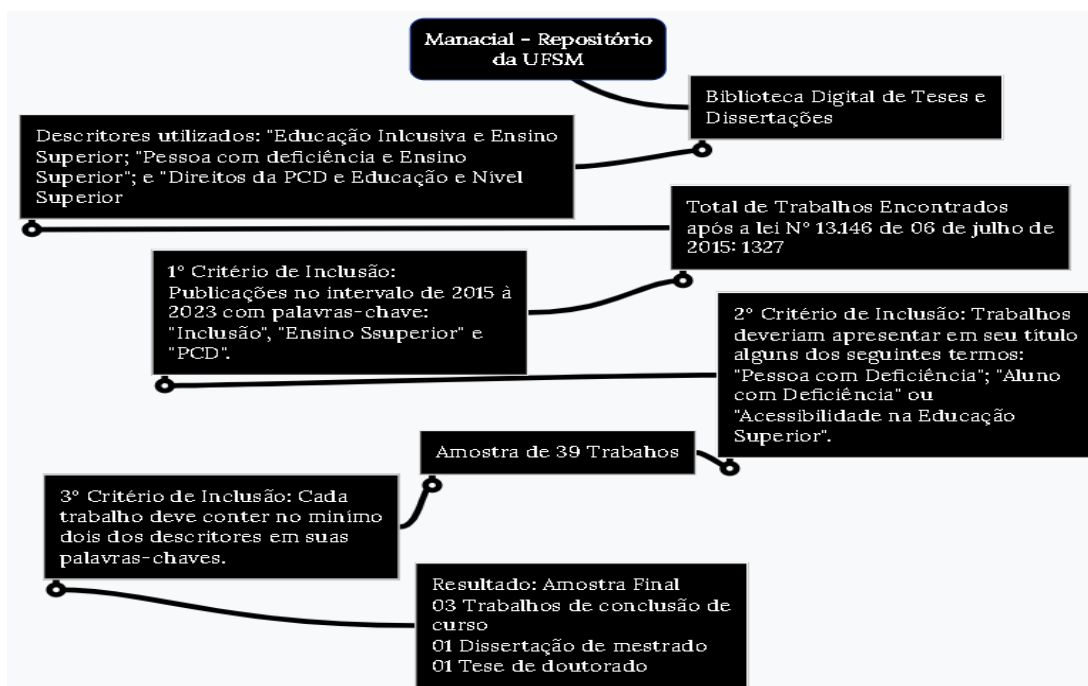 Manacial - Repositório
da UFSM
Biblioteca Digital de Teses e
Dissertações
Descritores utilizados: "Educação Inlcusiva e Ensino
Superior; "Pessoa com deficiência e Ensino
Superior"; e "Direitos da PCD e Educação e Nível
Superior
Total de Trabalhos Encontrados
após a lei N° 13.146 de 06 de julho de
2015: 1327
1° Critério de Inclusão:
Publicações no intervalo de 2015 à
2023 com palavras-chave:
"Inclusão", "Ensino Ssuperior" e
"PCD".
2° Critério de Inclusão: Trabalhos
deveriam apresentar em seu título
alguns dos seguintes termos:
"Pessoa com Deficiência"; "Aluno
com Deficiência" ou
"Acessibilidade na Educação
Superior".
Amostra de 39 Trabahos
3° Critério de Inclusão: Cada
trabalho deve conter no minímo
dois dos descritores em suas
palavras-chaves.
Resultado: Amostra Final
03 Trabalhos de conclusão de
curso
01 Dissertação de mestrado
01 Tese de doutorado